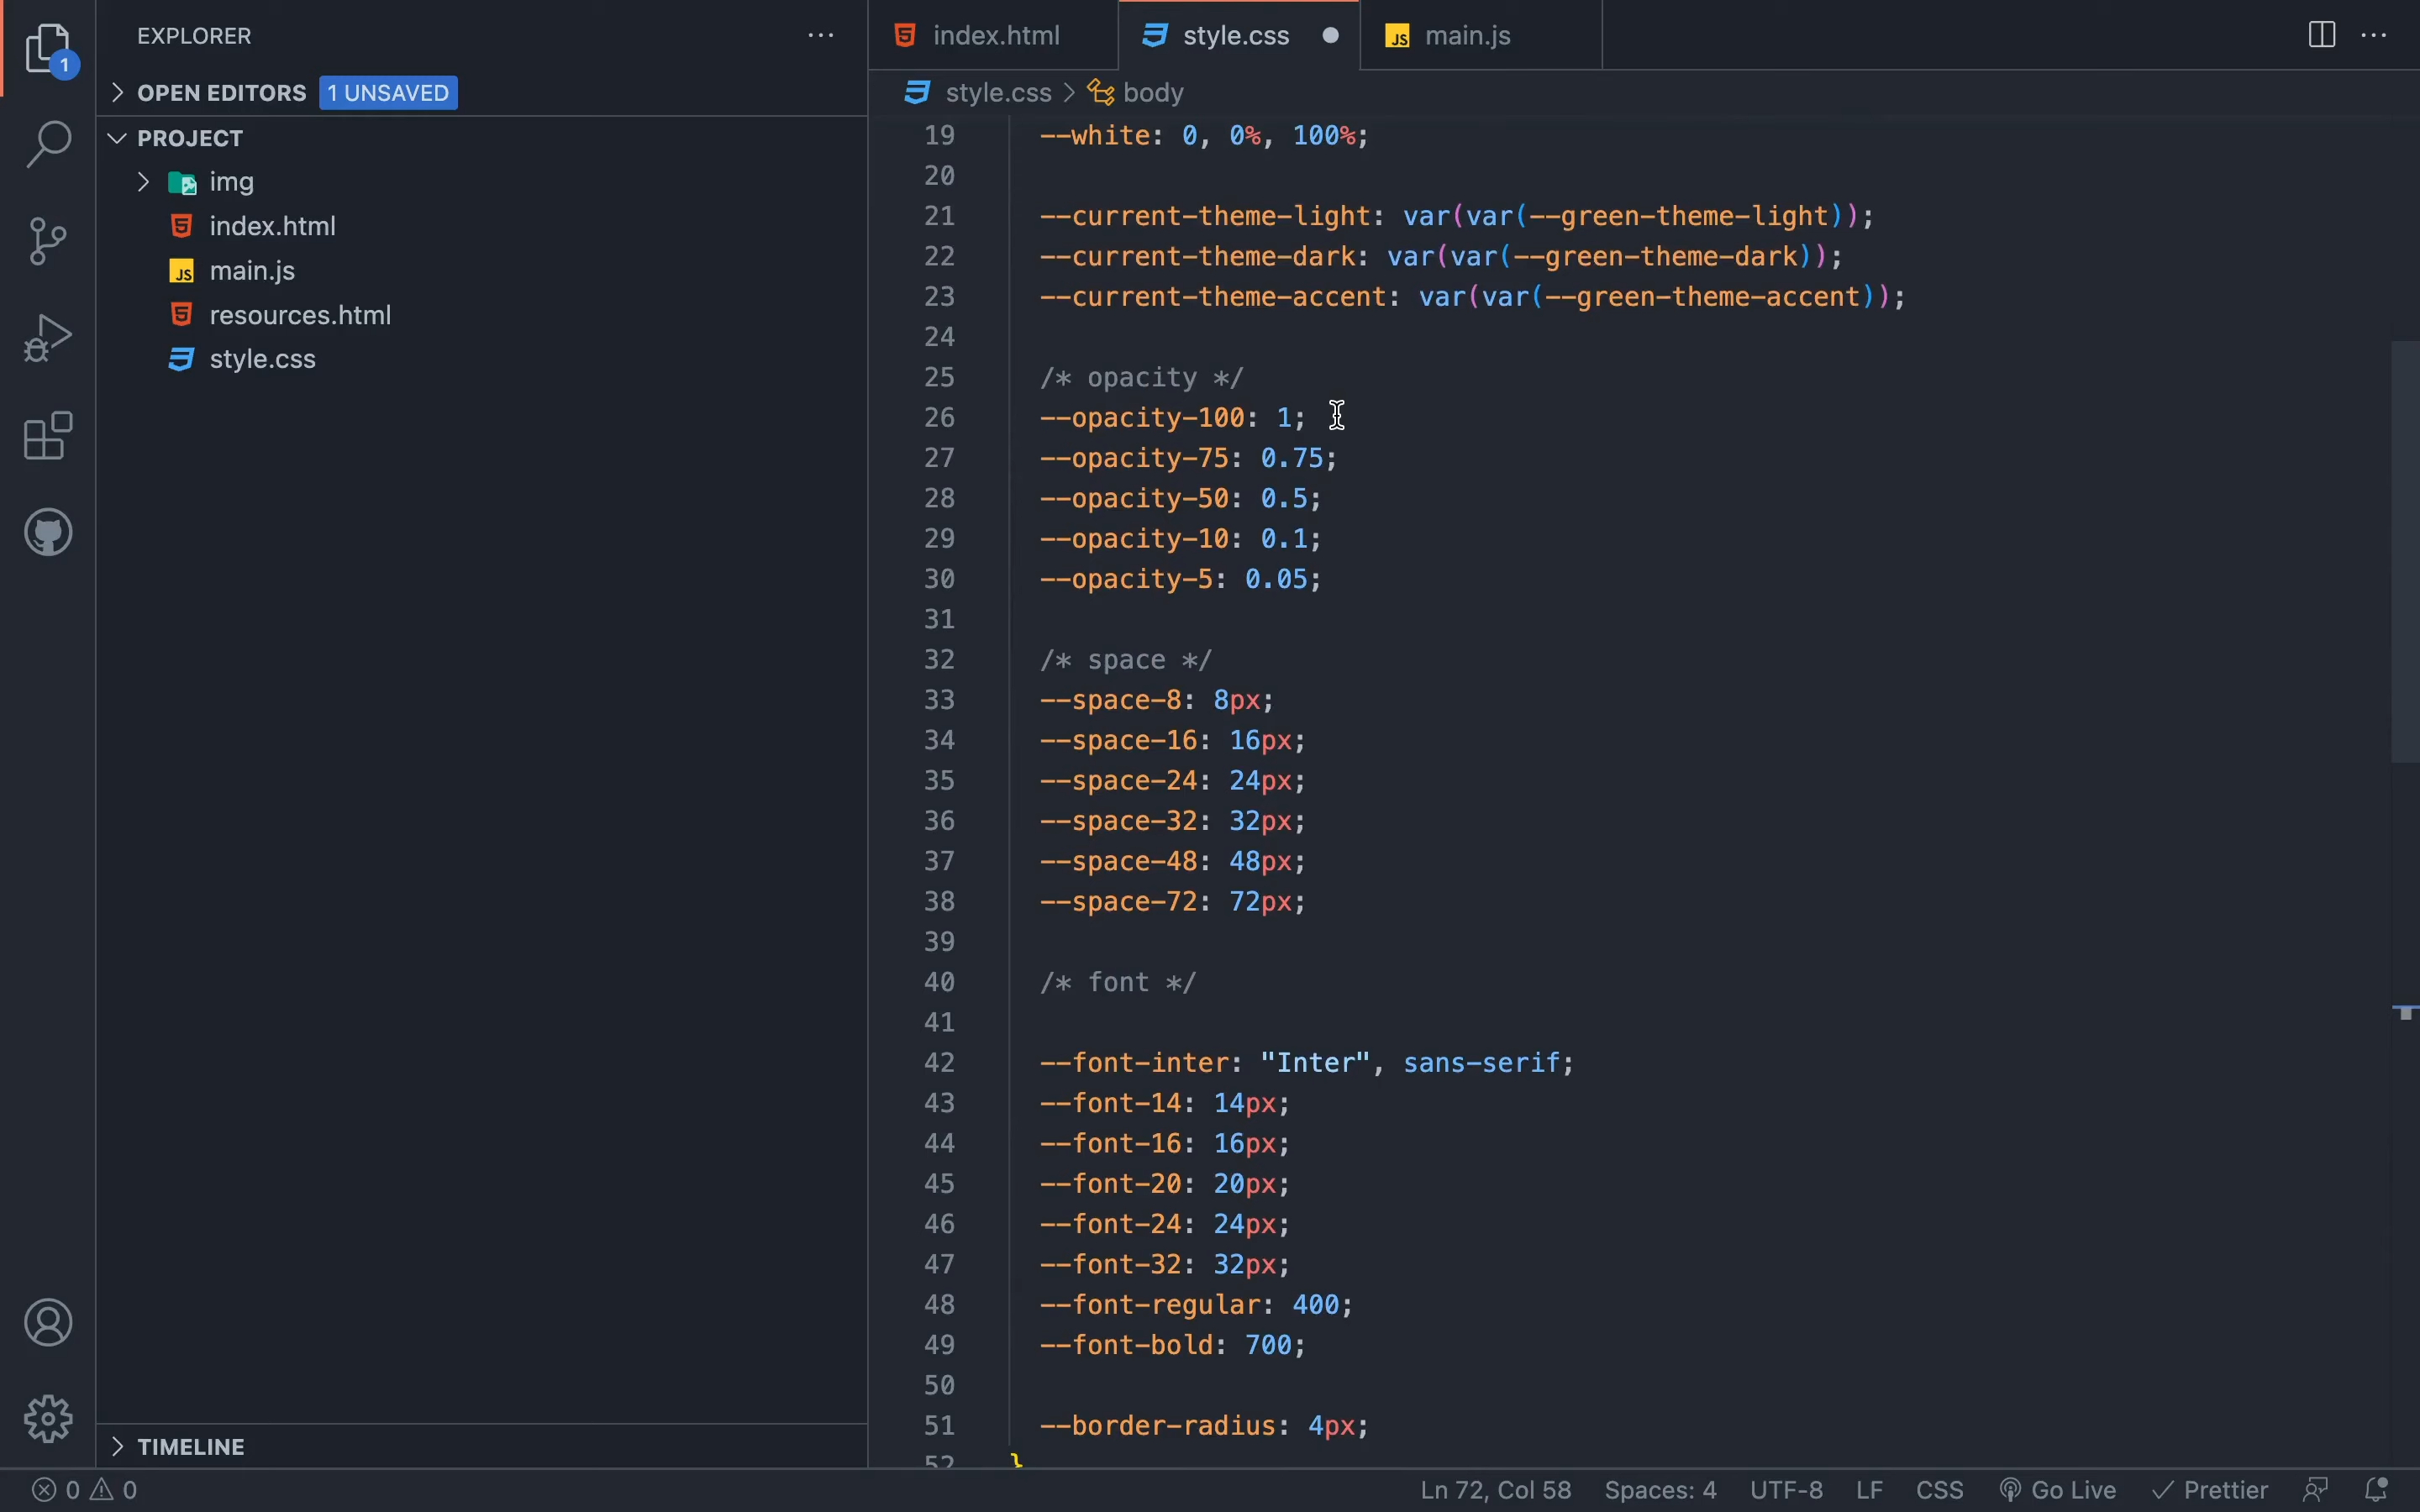 EXPLORER
1
OPEN EDITORS 1 UNSAVED
PROJECT
img
index.html
main.js
resources.html
style.css
TIMELINE
index.html
style.css
JS main.js
style.css > body
19 --white: 0, 0%, 100%;
20
21 --current-theme-light: var(var(--green-theme-light));
22 --current-theme-dark: var(var(--green-theme-dark));
23 --current-theme-accent: var(var(--green-theme-accent));
24
25 /* opacity */
26 --opacity-100: 1;
27 --opacity-75: 0.75;
28 --opacity-50: 0.5;
29 --opacity-10: 0.1;
30 --opacity-5: 0.05;
31
32 /* space */
33 --space-8: 8px;
34 --space-16: 16px;
35 --space-24: 24px;
36 --space-32: 32px;
37 --space-48: 48px;
38 --space-72: 72px;
39
40 /* font */
41
42 --font-inter: "Inter", sans-serif;
43 --font-14: 14px;
44 --font-16: 16px;
45 --font-20: 20px;
46 --font-24: 24px;
47 --font-32: 32px;
48 --font-regular: 400;
49 --font-bold: 700;
50
51 --border-radius: 4px;
52 }
0 0 Ln 72, Col 58 Spaces: 4 UTF-8 LF CSS Go Live Prettier